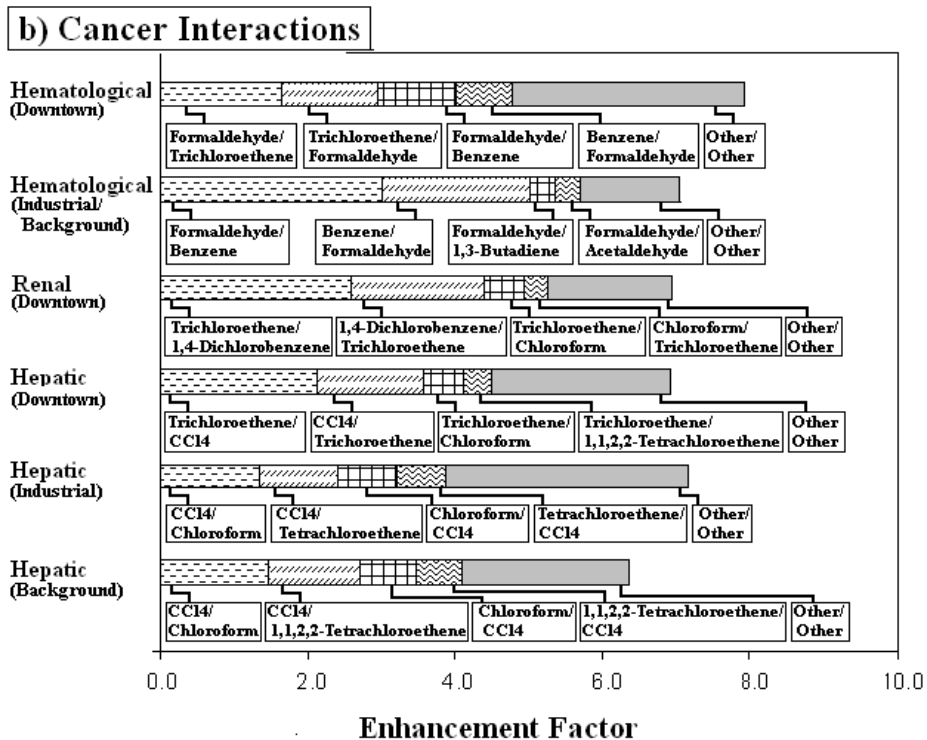 b) Cancer Interactions
Hematological
(Downtown)
Formaldehyde/
Trichloroethene
Trichloroethene/
Formaldehyde
Formaldehyde/
Benzene
Benzene/
Formaldehyde
Other/
Other
Hematological
(Industrial/
Background)
Formaldehyde/
Benzene
Benzene/
Formaldehyde
Formaldehyde/
1,3-Butadiene
Formaldehyde/
Acetaldehyde
Other/
Other
Renal
(Downtown)
Trichloroethene/
1,4-Dichlorobenzene
1,4-Dichlorobenzene/
Trichloroethene
Trichloroethene/
Chloroform
Chloroform/
Trichloroethene
Other/
Other
Hepatic
(Downtown)
Trichloroethene/
CCl4
CCl4/
Trichoroethene
Trichloroethene/
Chloroform
Trichloroethene/
1,1,2,2-Tetrachloroethene
Other
Other
Hepatic
(Industrial)
CCl4/
Chloroform
CCl4/
Tetrachloroethene
Chloroform/
CCl4
Tetrachloroethene/
CCl4
Other/
Other
Hepatic
(Background)
CCl4/
Chloroform
CCl4/
1,1,2,2-Tetrachloroethene
Chloroform/
CCl4
1,1,2,2-Tetrachloroethene/
CCl4
Other/
Other
0.0 2.0 4.0 6.0 8.0 10.0
Enhancement Factor